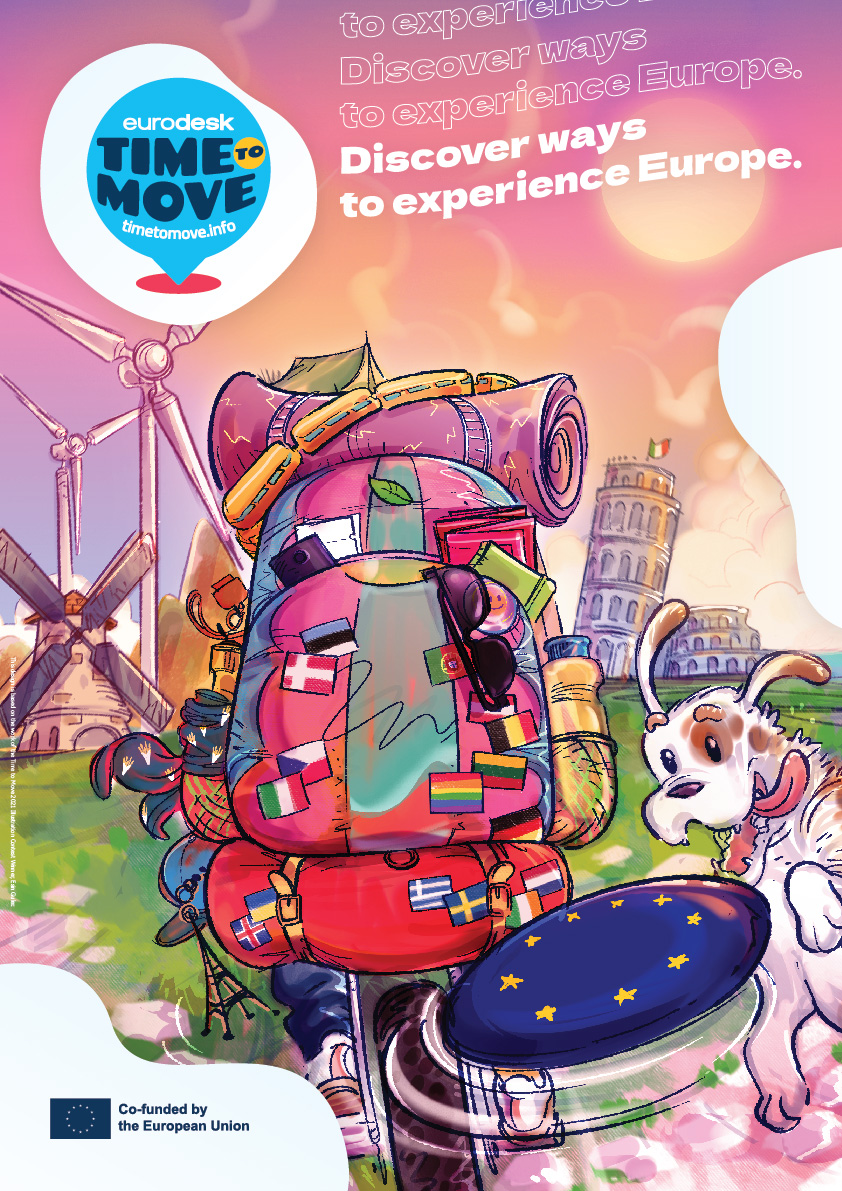 to experience
Discover ways
to experience Europe.
Discover ways
to experience Europe.
eurodesk
TIME TO
MOVE
timetomove.info
Co-funded by
the European Union